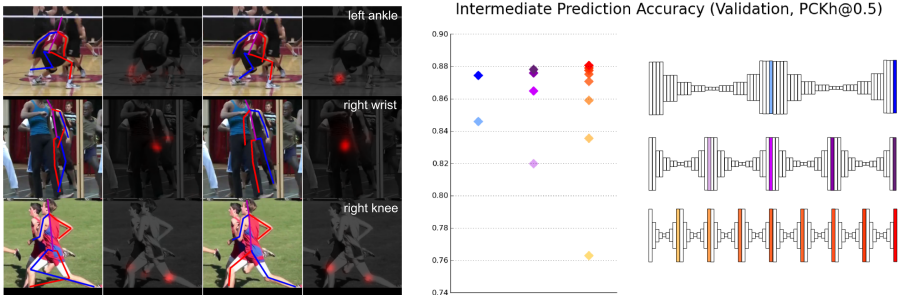 left ankle
right wrist
right knee
Intermediate Prediction Accuracy (Validation, PCKh@0.5)
0.90
0.88
0.86
0.84
0.82
0.80
0.78
0.76
0.74